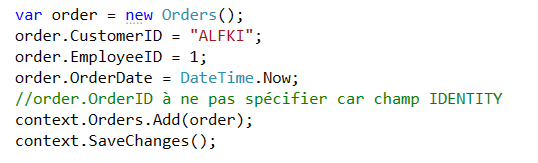 var order = new Orders();
order.CustomerID = "ALFKI";
order.EmployeeID = 1;
order.OrderDate = DateTime.Now;
//order.OrderID à ne pas spécifier car champ IDENTITY
context.Orders.Add(order);
context.SaveChanges();